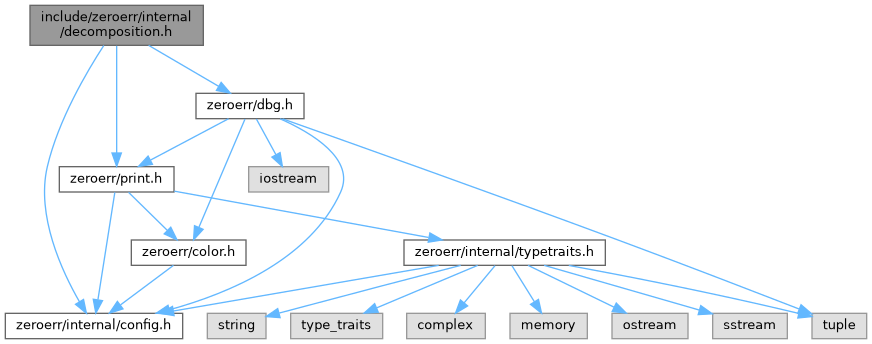 include/zeroerr/internal
/decomposition.h
zeroerr/dbg.h
zeroerr/print.h
iostream
zeroerr/color.h
zeroerr/internal/typetraits.h
zeroerr/internal/config.h
string
type_traits
complex
memory
ostream
sstream
tuple